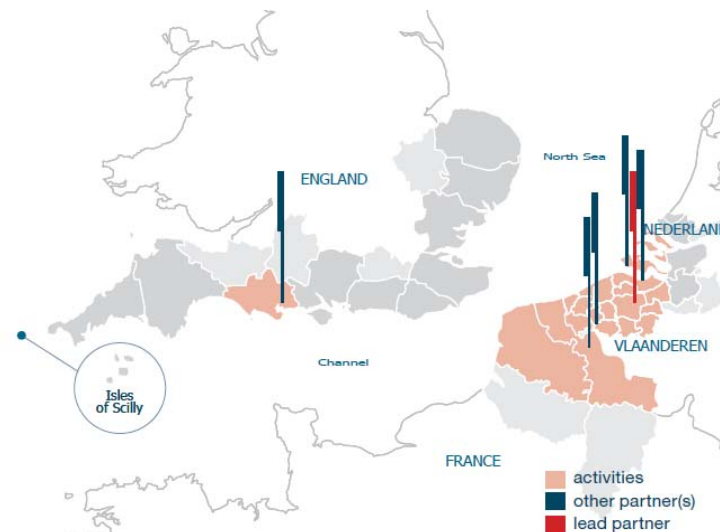 North Sea
ENGLAND
NEDERLAND
VLAANDEREN
Channel
Isles
of Scilly
FRANCE
activities
other partner(s)
lead partner